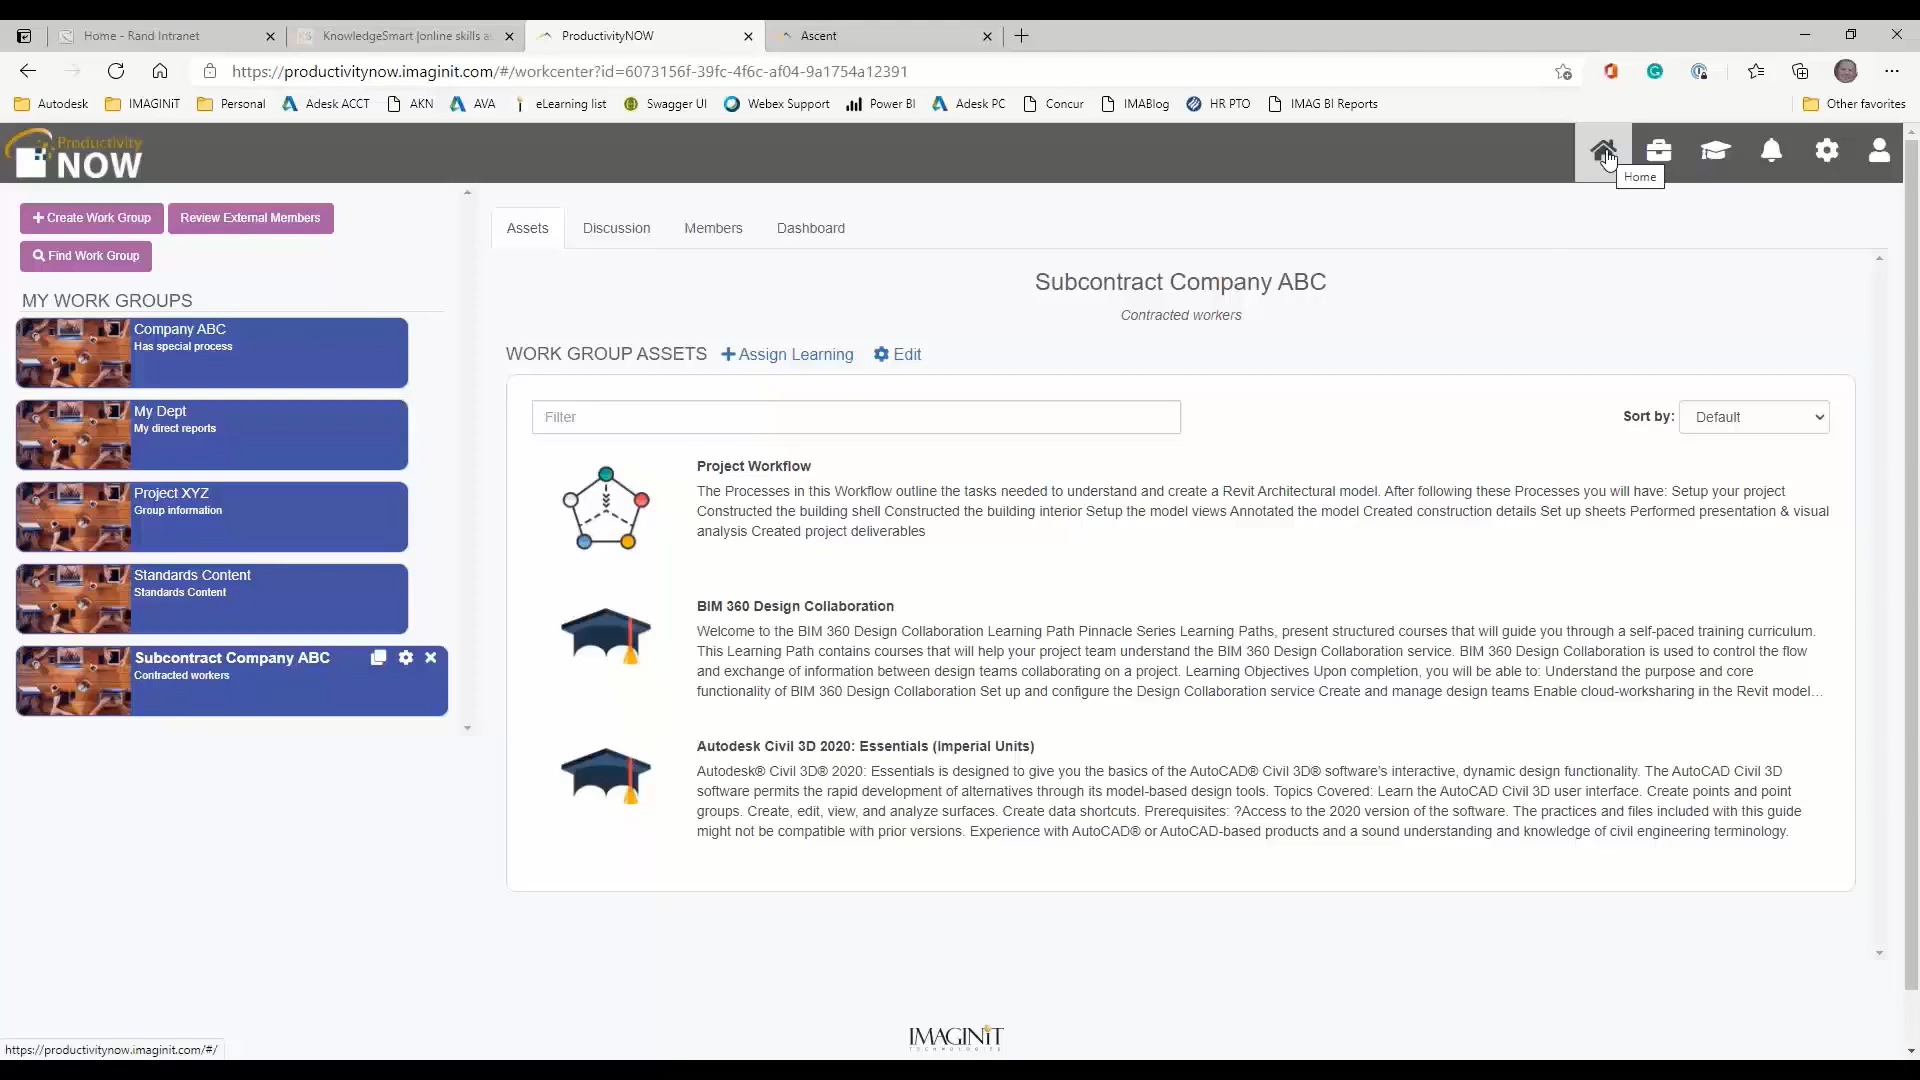 Home - Rand Intranet
KnowledgeSmart |online skills as
ProductivityNOW
Ascent
https://productivitynow.imaginit.com/#/workcenter?id=6073156f-39fc-4f6c-af04-9a1754a12391
Autodesk IMAGINiT Personal Adesk ACCT AKN AVA eLearning list Swagger UI Webex Support Power BI Adesk PC Concur IMABlog HR PTO IMAG BI Reports Other favorites
Productivity
NOW
Home
Create Work Group Review External Members
Find Work Group
MY WORK GROUPS
Company ABC
Has special process
My Dept
My direct reports
Project XYZ
Group information
Standards Content
Standards Content
Subcontract Company ABC
Contracted workers
Assets Discussion Members Dashboard
Subcontract Company ABC
Contracted workers
WORK GROUP ASSETS Assign Learning Edit
Filter
Sort by: Default
Project Workflow
The Processes in this Workflow outline the tasks needed to understand and create a Revit Architectural model. After following these Processes you will have: Setup your project
Constructed the building shell Constructed the building interior Setup the model views Annotated the model Created construction details Set up sheets Performed presentation & visual
analysis Created project deliverables
BIM 360 Design Collaboration
Welcome to the BIM 360 Design Collaboration Learning Path Pinnacle Series Learning Paths, present structured courses that will guide you through a self-paced training curriculum.
This Learning Path contains courses that will help your project team understand the BIM 360 Design Collaboration service. BIM 360 Design Collaboration is used to control the flow
and exchange of information between design teams collaborating on a project. Learning Objectives Upon completion, you will be able to: Understand the purpose and core
functionality of BIM 360 Design Collaboration Set up and configure the Design Collaboration service Create and manage design teams Enable cloud-worksharing in the Revit model...
Autodesk Civil 3D 2020: Essentials (Imperial Units)
Autodesk® Civil 3D® 2020: Essentials is designed to give you the basics of the AutoCAD® Civil 3D® software's interactive, dynamic design functionality. The AutoCAD Civil 3D
software permits the rapid development of alternatives through its model-based design tools. Topics Covered: Learn the AutoCAD Civil 3D user interface. Create points and point
groups. Create, edit, view, and analyze surfaces. Create data shortcuts. Prerequisites: ?Access to the 2020 version of the software. The practices and files included with this guide
might not be compatible with prior versions. Experience with AutoCAD® or AutoCAD-based products and a sound understanding and knowledge of civil engineering terminology.
IMAGINiT
TECHNOLOGIES
https://productivitynow.imaginit.com/#/